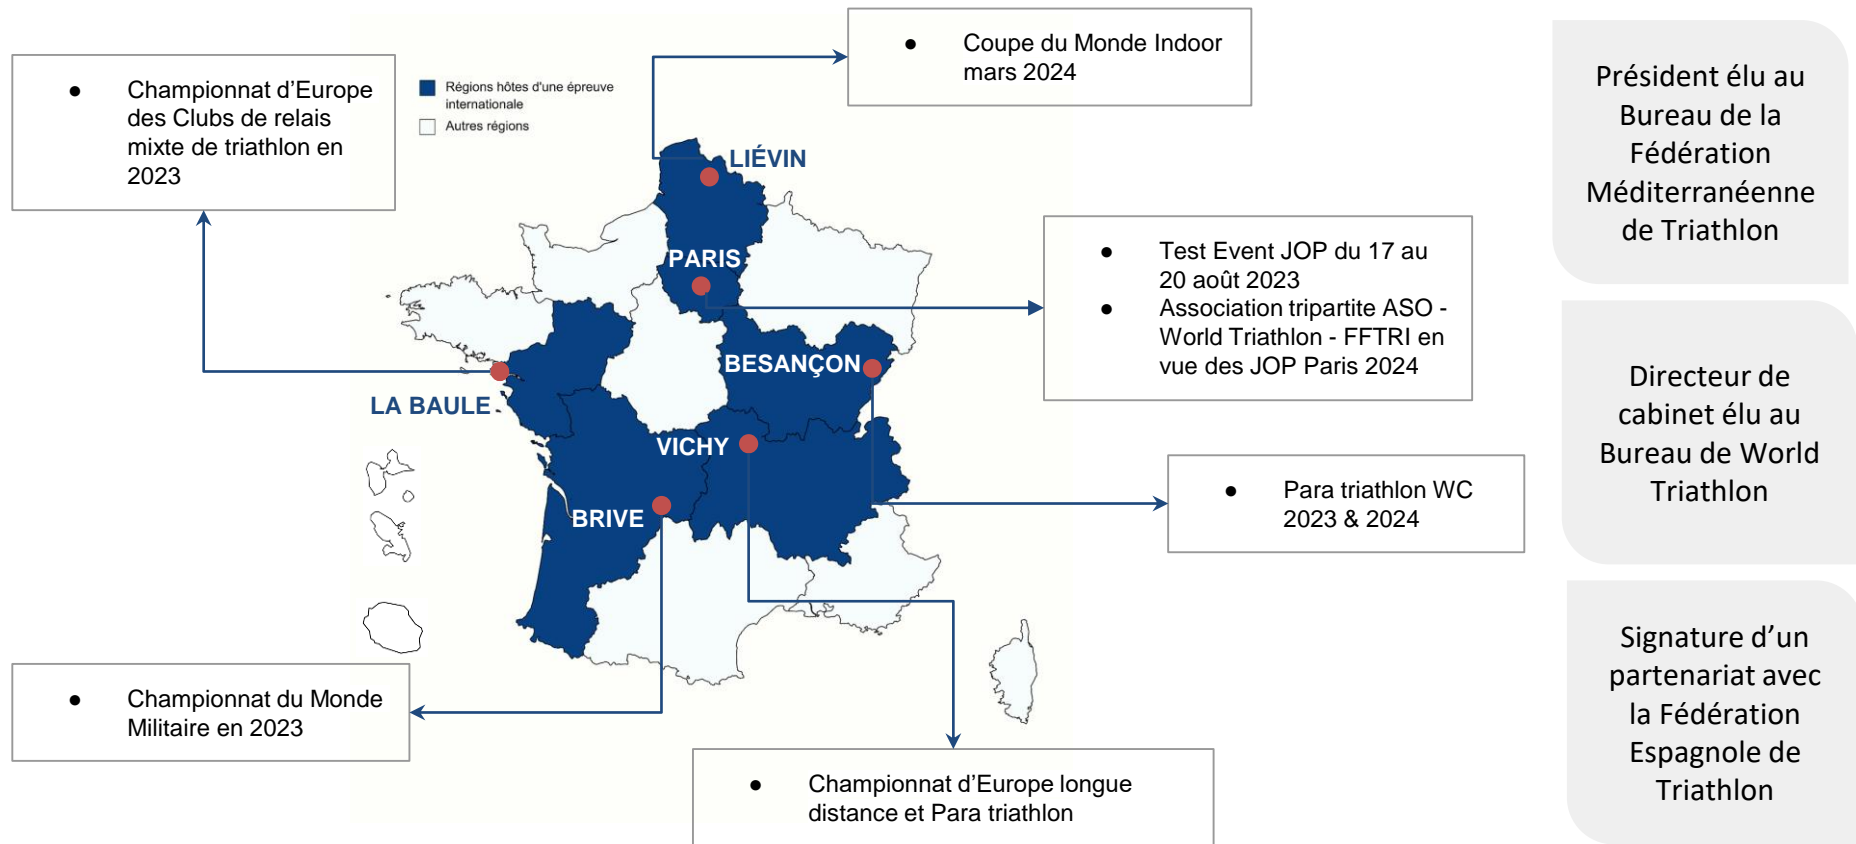 ● Championnat d’Europe
des Clubs de relais
mixte de triathlon en
2023
Régions hôtes d'une épreuve
internationale
Autres régions
● Coupe du Monde Indoor
mars 2024
LIÉVIN
PARIS
BESANÇON
LA BAULE
VICHY
BRIVE
● Test Event JOP du 17 au
20 août 2023
● Association tripartite ASO -
World Triathlon - FFTRI en
vue des JOP Paris 2024
● Para triathlon WC
2023 & 2024
● Championnat du Monde
Militaire en 2023
● Championnat d’Europe longue
distance et Para triathlon
Président élu au
Bureau de la
Fédération
Méditerranéenne
de Triathlon
Directeur de
cabinet élu au
Bureau de World
Triathlon
Signature d’un
partenariat avec
la Fédération
Espagnole de
Triathlon